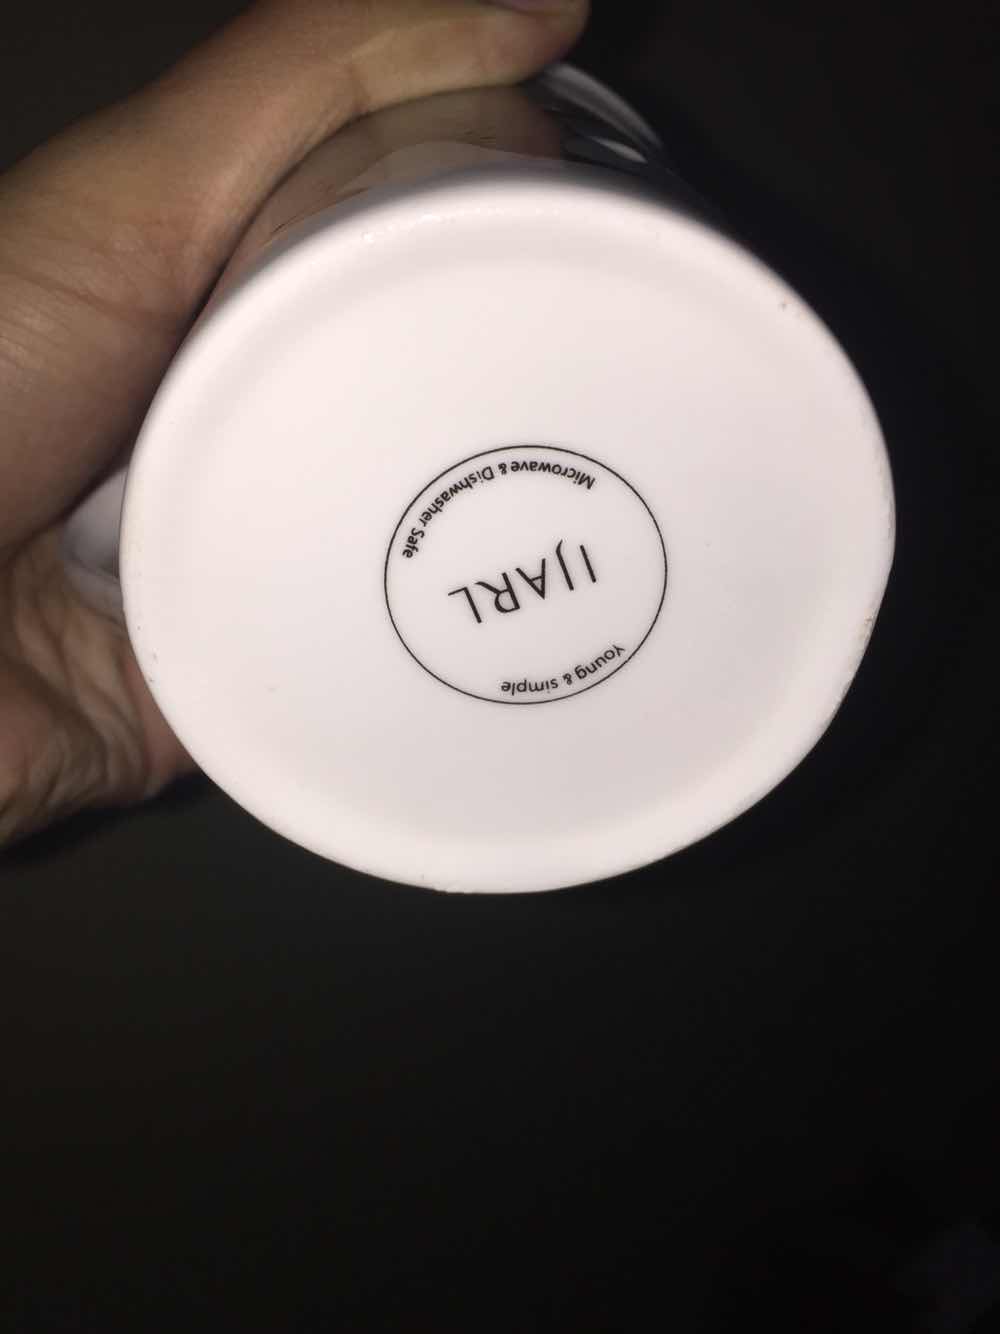 Young & simple
IJARL
Microwave & Dishwasher Safe